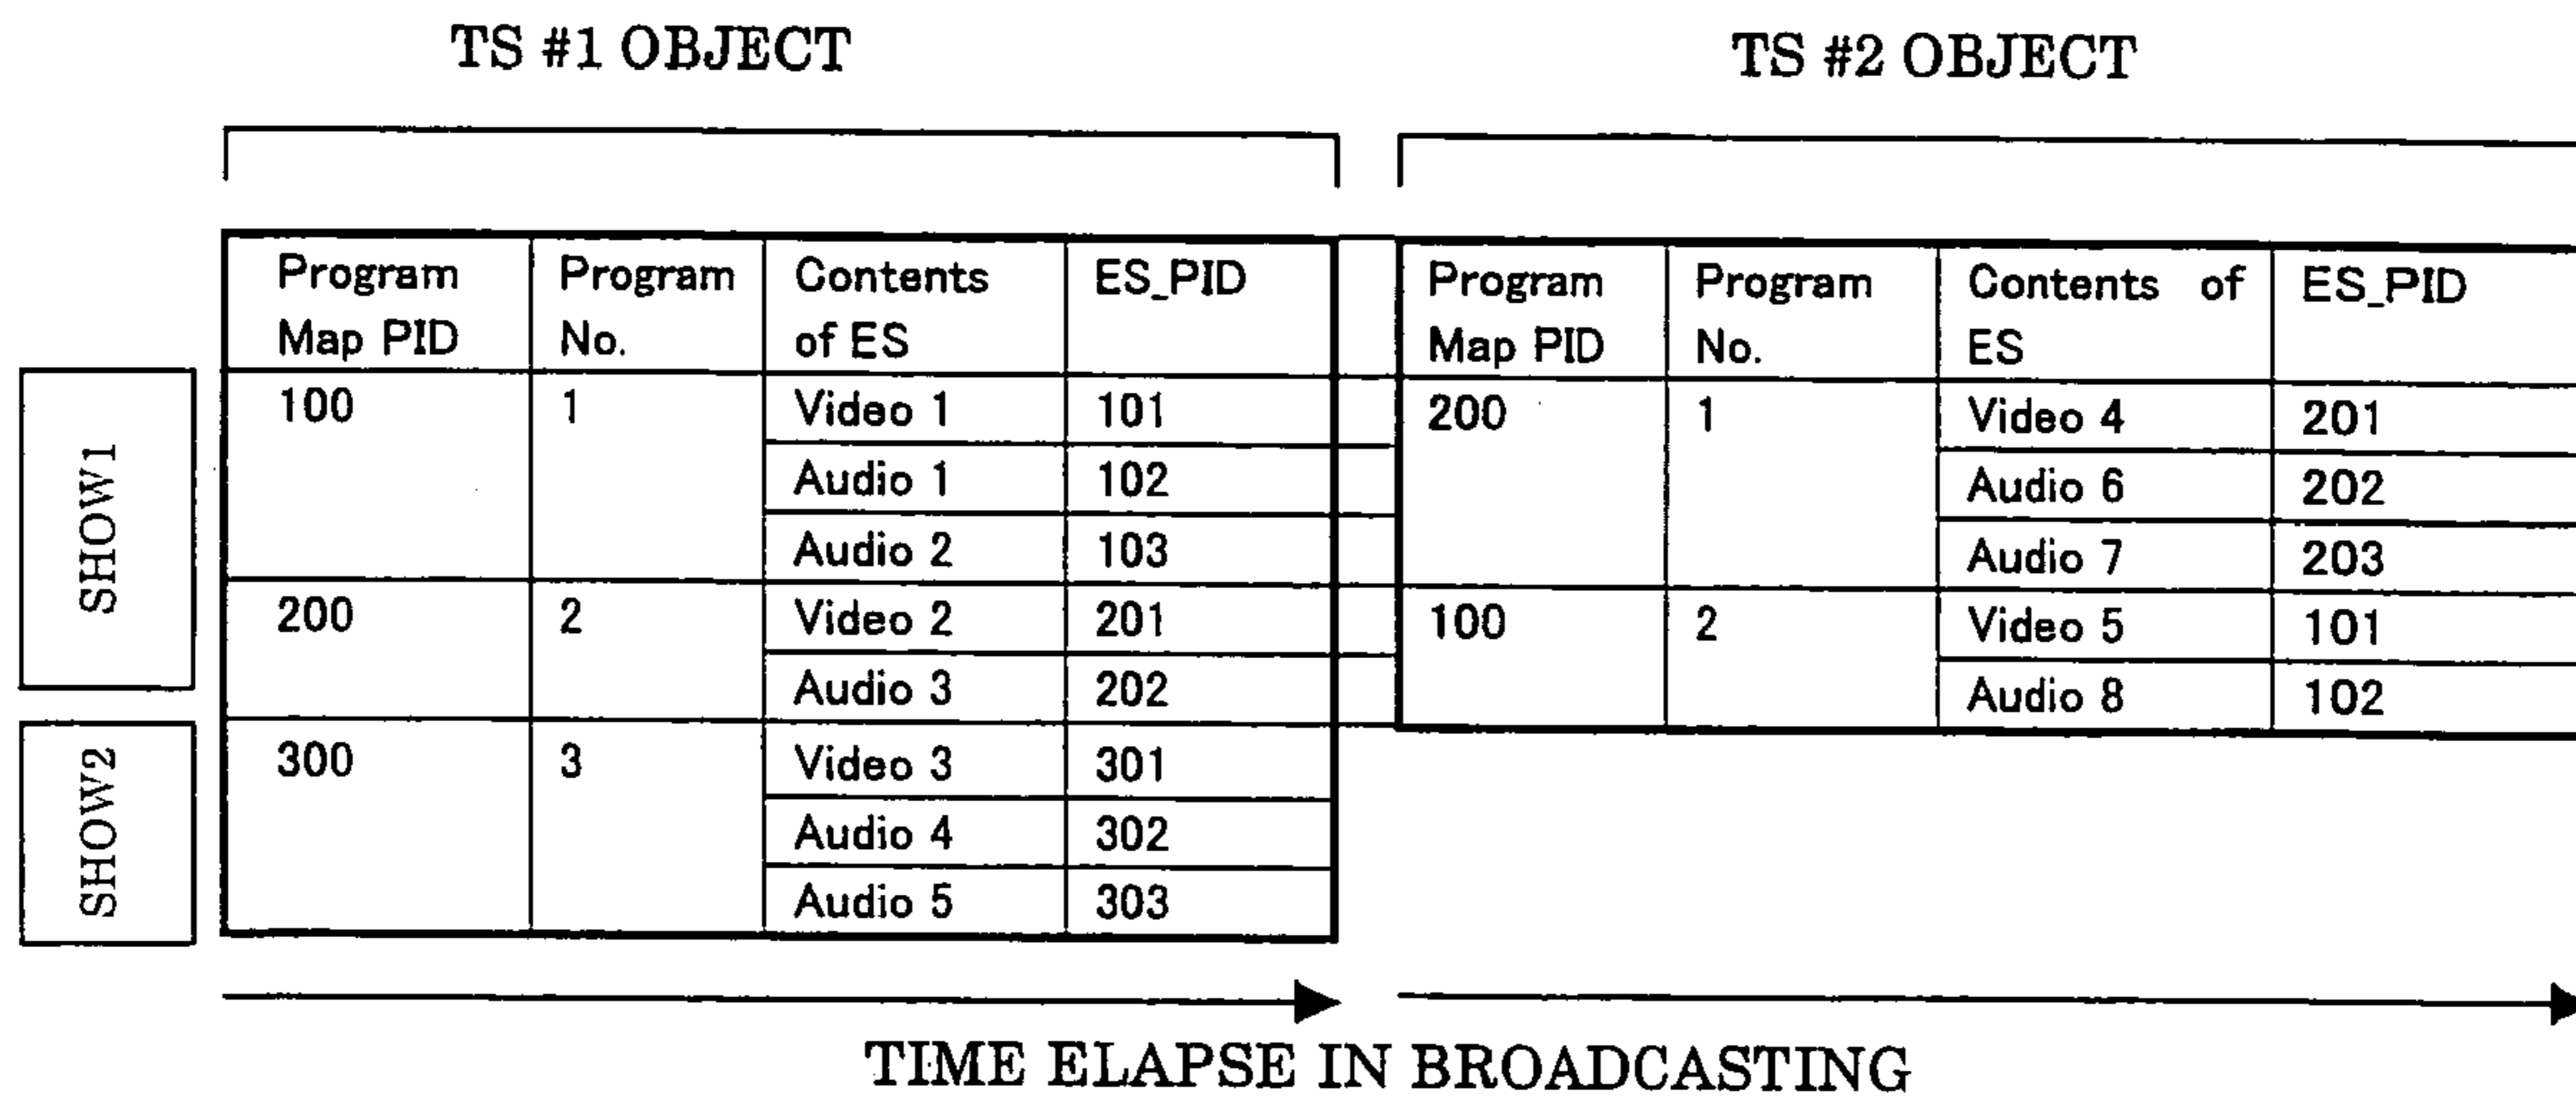 TS #1 OBJECT
TS #2 OBJECT
Program Map PID
Program No.
Contents of ES
ES_PID
Program Map PID
Program No.
Contents of ES
ES_PID
SHOW1
100 1 Video 1 101
Audio 1 102
Audio 2 103
200 2 Video 2 201
Audio 3 202
SHOW2
300 3 Video 3 301
Audio 4 302
Audio 5 303
200 1 Video 4 201
Audio 6 202
Audio 7 203
100 2 Video 5 101
Audio 8 102
TIME ELAPSE IN BROADCASTING